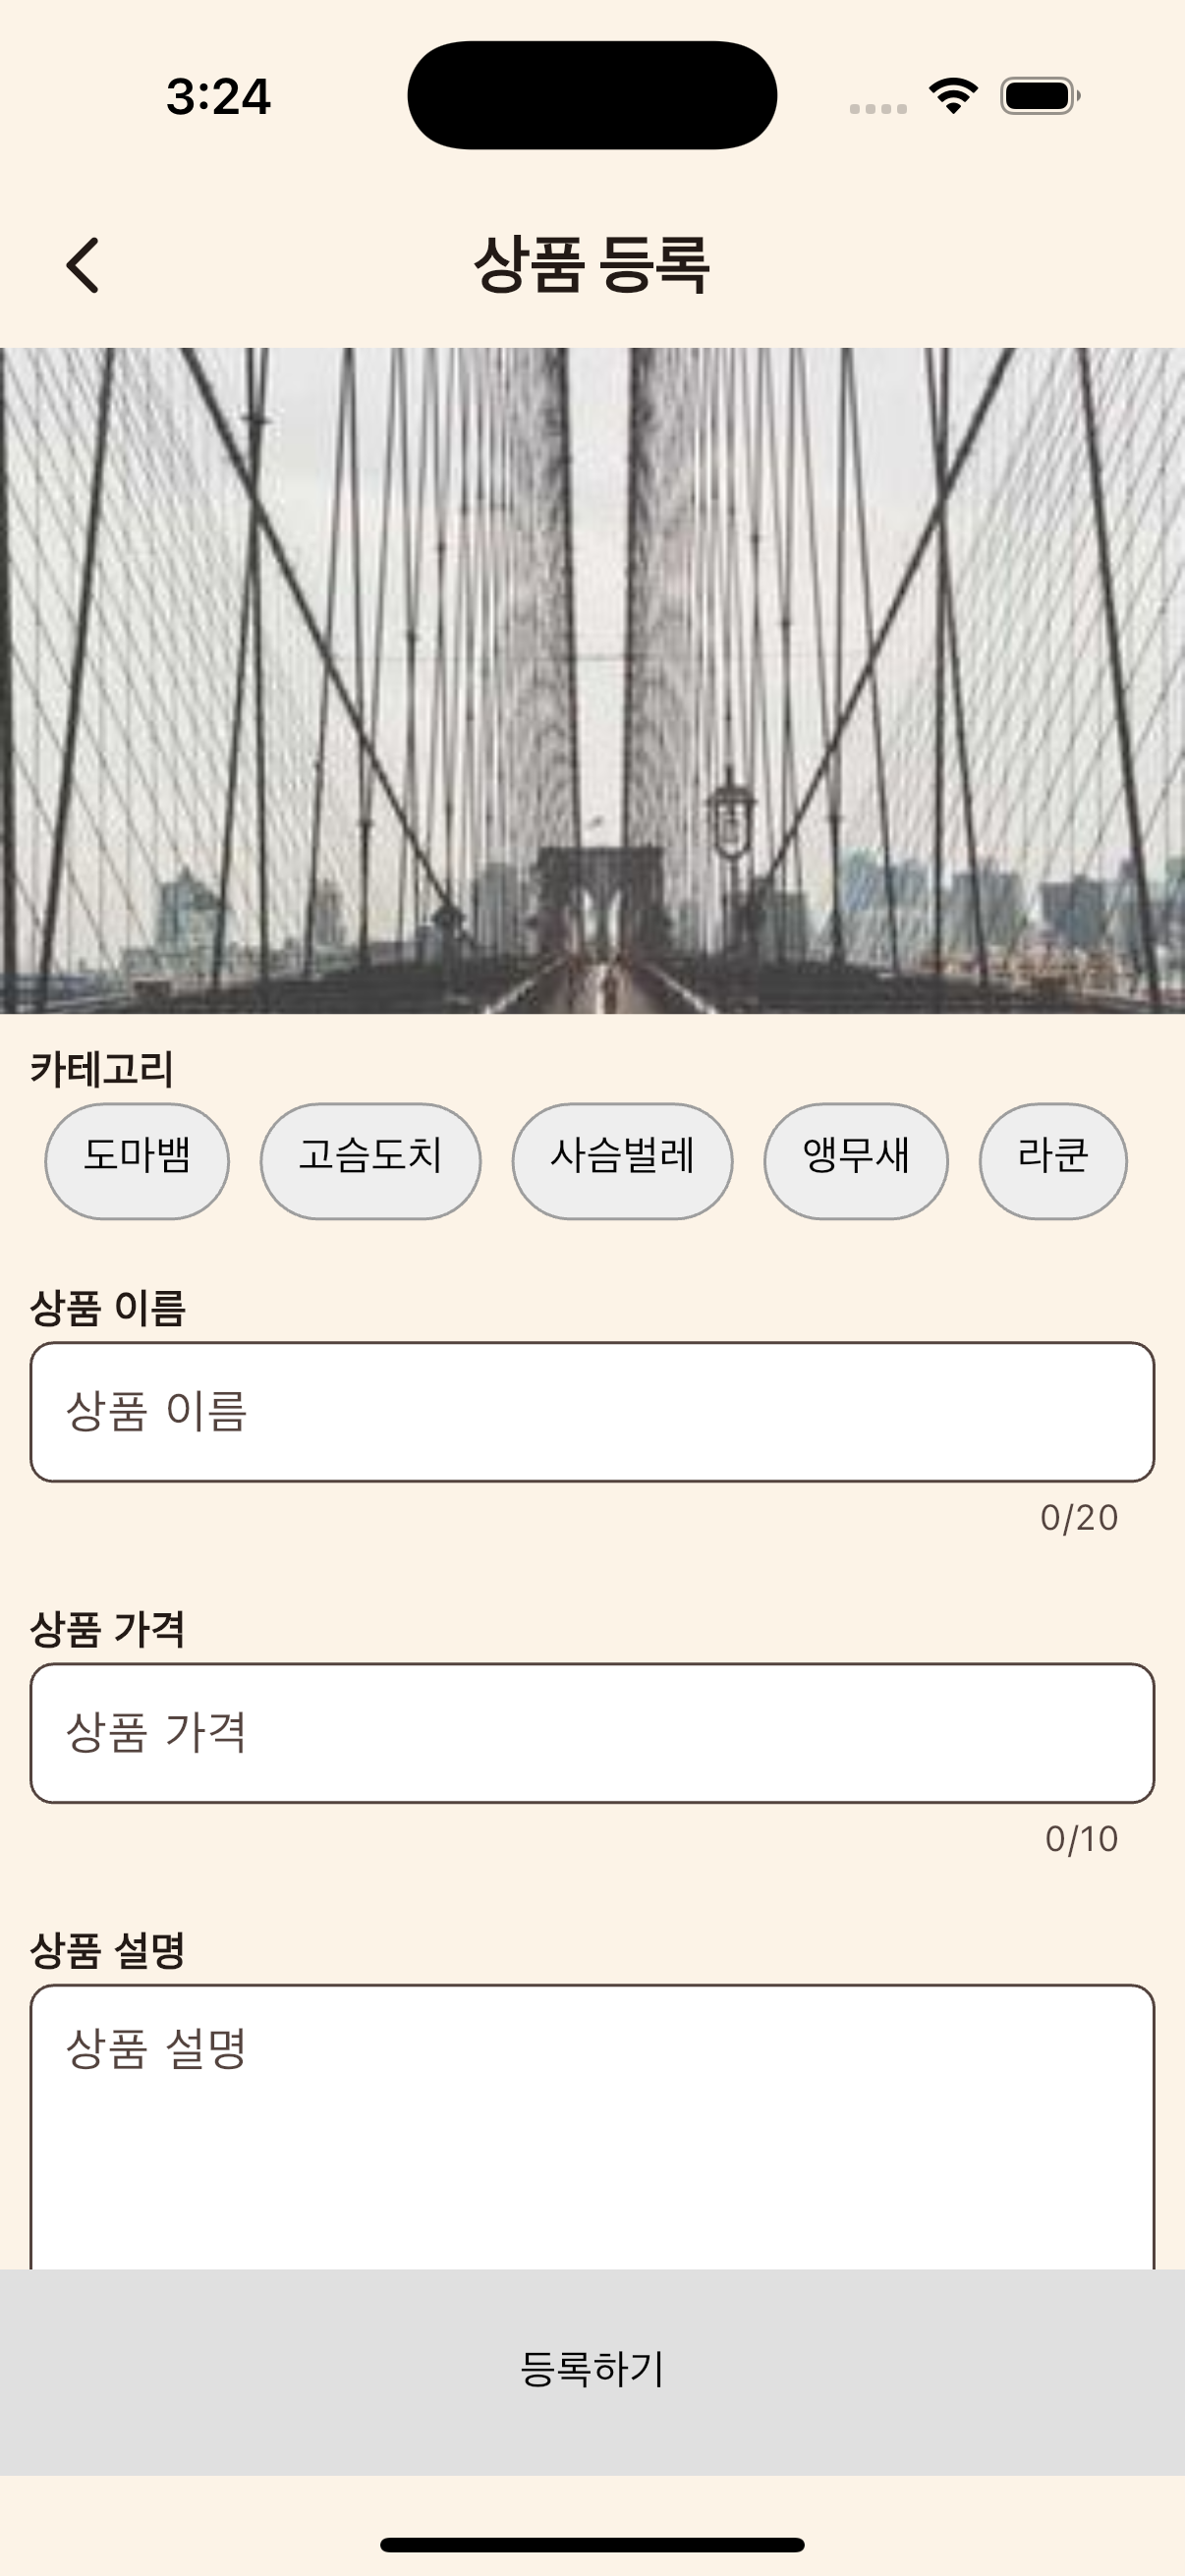 3:24
상품 등록
카테고리
도마뱀 고슴도치 사슴벌레 앵무새 라쿤
상품 이름
상품 이름
0/20
상품 가격
상품 가격
0/10
상품 설명
상품 설명
등록하기